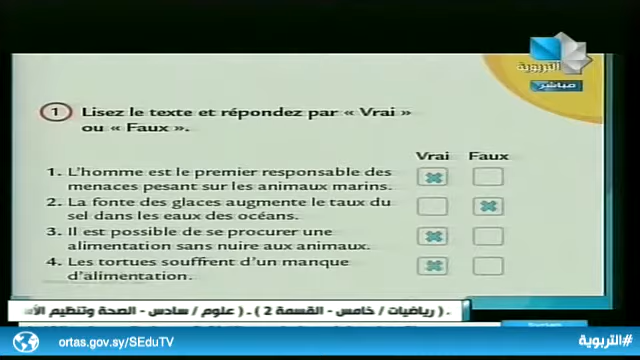 التربوية
مباشر
1 Lisez le texte et répondez par « Vrai »
ou « Faux ».
Vrai Faux
1. L'homme est le premier responsable des
menaces pesant sur les animaux marins.
2. La fonte des glaces augmente le taux du
sel dans les eaux des océans.
3. Il est possible de se procurer une
alimentation sans nuire aux animaux.
4. Les tortues souffrent d'un manque
d'alimentation.
. ( رياضيات / خامس - القسمة 2 ) . ( علوم / سادس - الصحة وتنظيم الأ
ortas.gov.sy/SEduTV
#التربوية